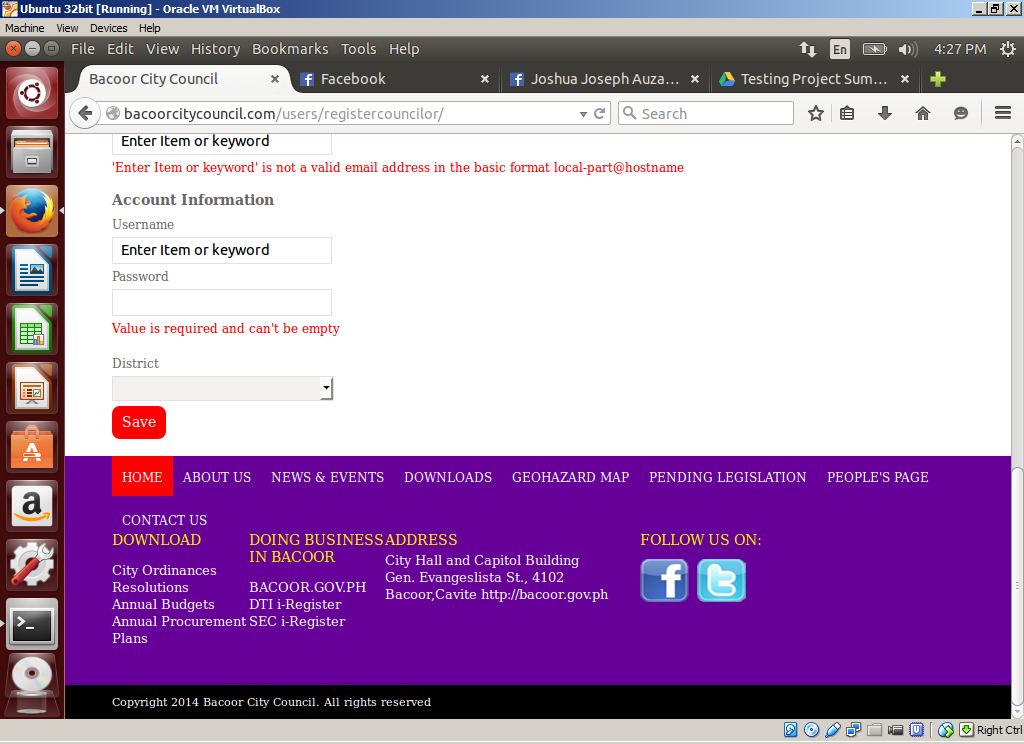 Ubuntu 32bit [Running] - Oracle VM VirtualBox
Machine View Devices Help
File Edit View History Bookmarks Tools Help
En 4:27 PM
Bacoor City Council
Facebook
Joshua Joseph Auza...
Testing Project Sum...
bacoorcitycouncil.com/users/registercouncilor/
Search
Enter Item or keyword
'Enter Item or keyword' is not a valid email address in the basic format local-part@hostname
Account Information
Username
Enter Item or keyword
Password
Value is required and can't be empty
District
Save
HOME ABOUT US NEWS & EVENTS DOWNLOADS GEOHAZARD MAP PENDING LEGISLATION PEOPLE'S PAGE
CONTACT US
DOWNLOAD
City Ordinances
Resolutions
Annual Budgets
Annual Procurement
Plans
DOING BUSINESS
IN BACOOR
BACOOR.GOV.PH
DTI i-Register
SEC i-Register
ADDRESS
City Hall and Capitol Building
Gen. Evangeslista St., 4102
Bacoor,Cavite http://bacoor.gov.ph
FOLLOW US ON:
Copyright 2014 Bacoor City Council. All rights reserved
Right Ctrl